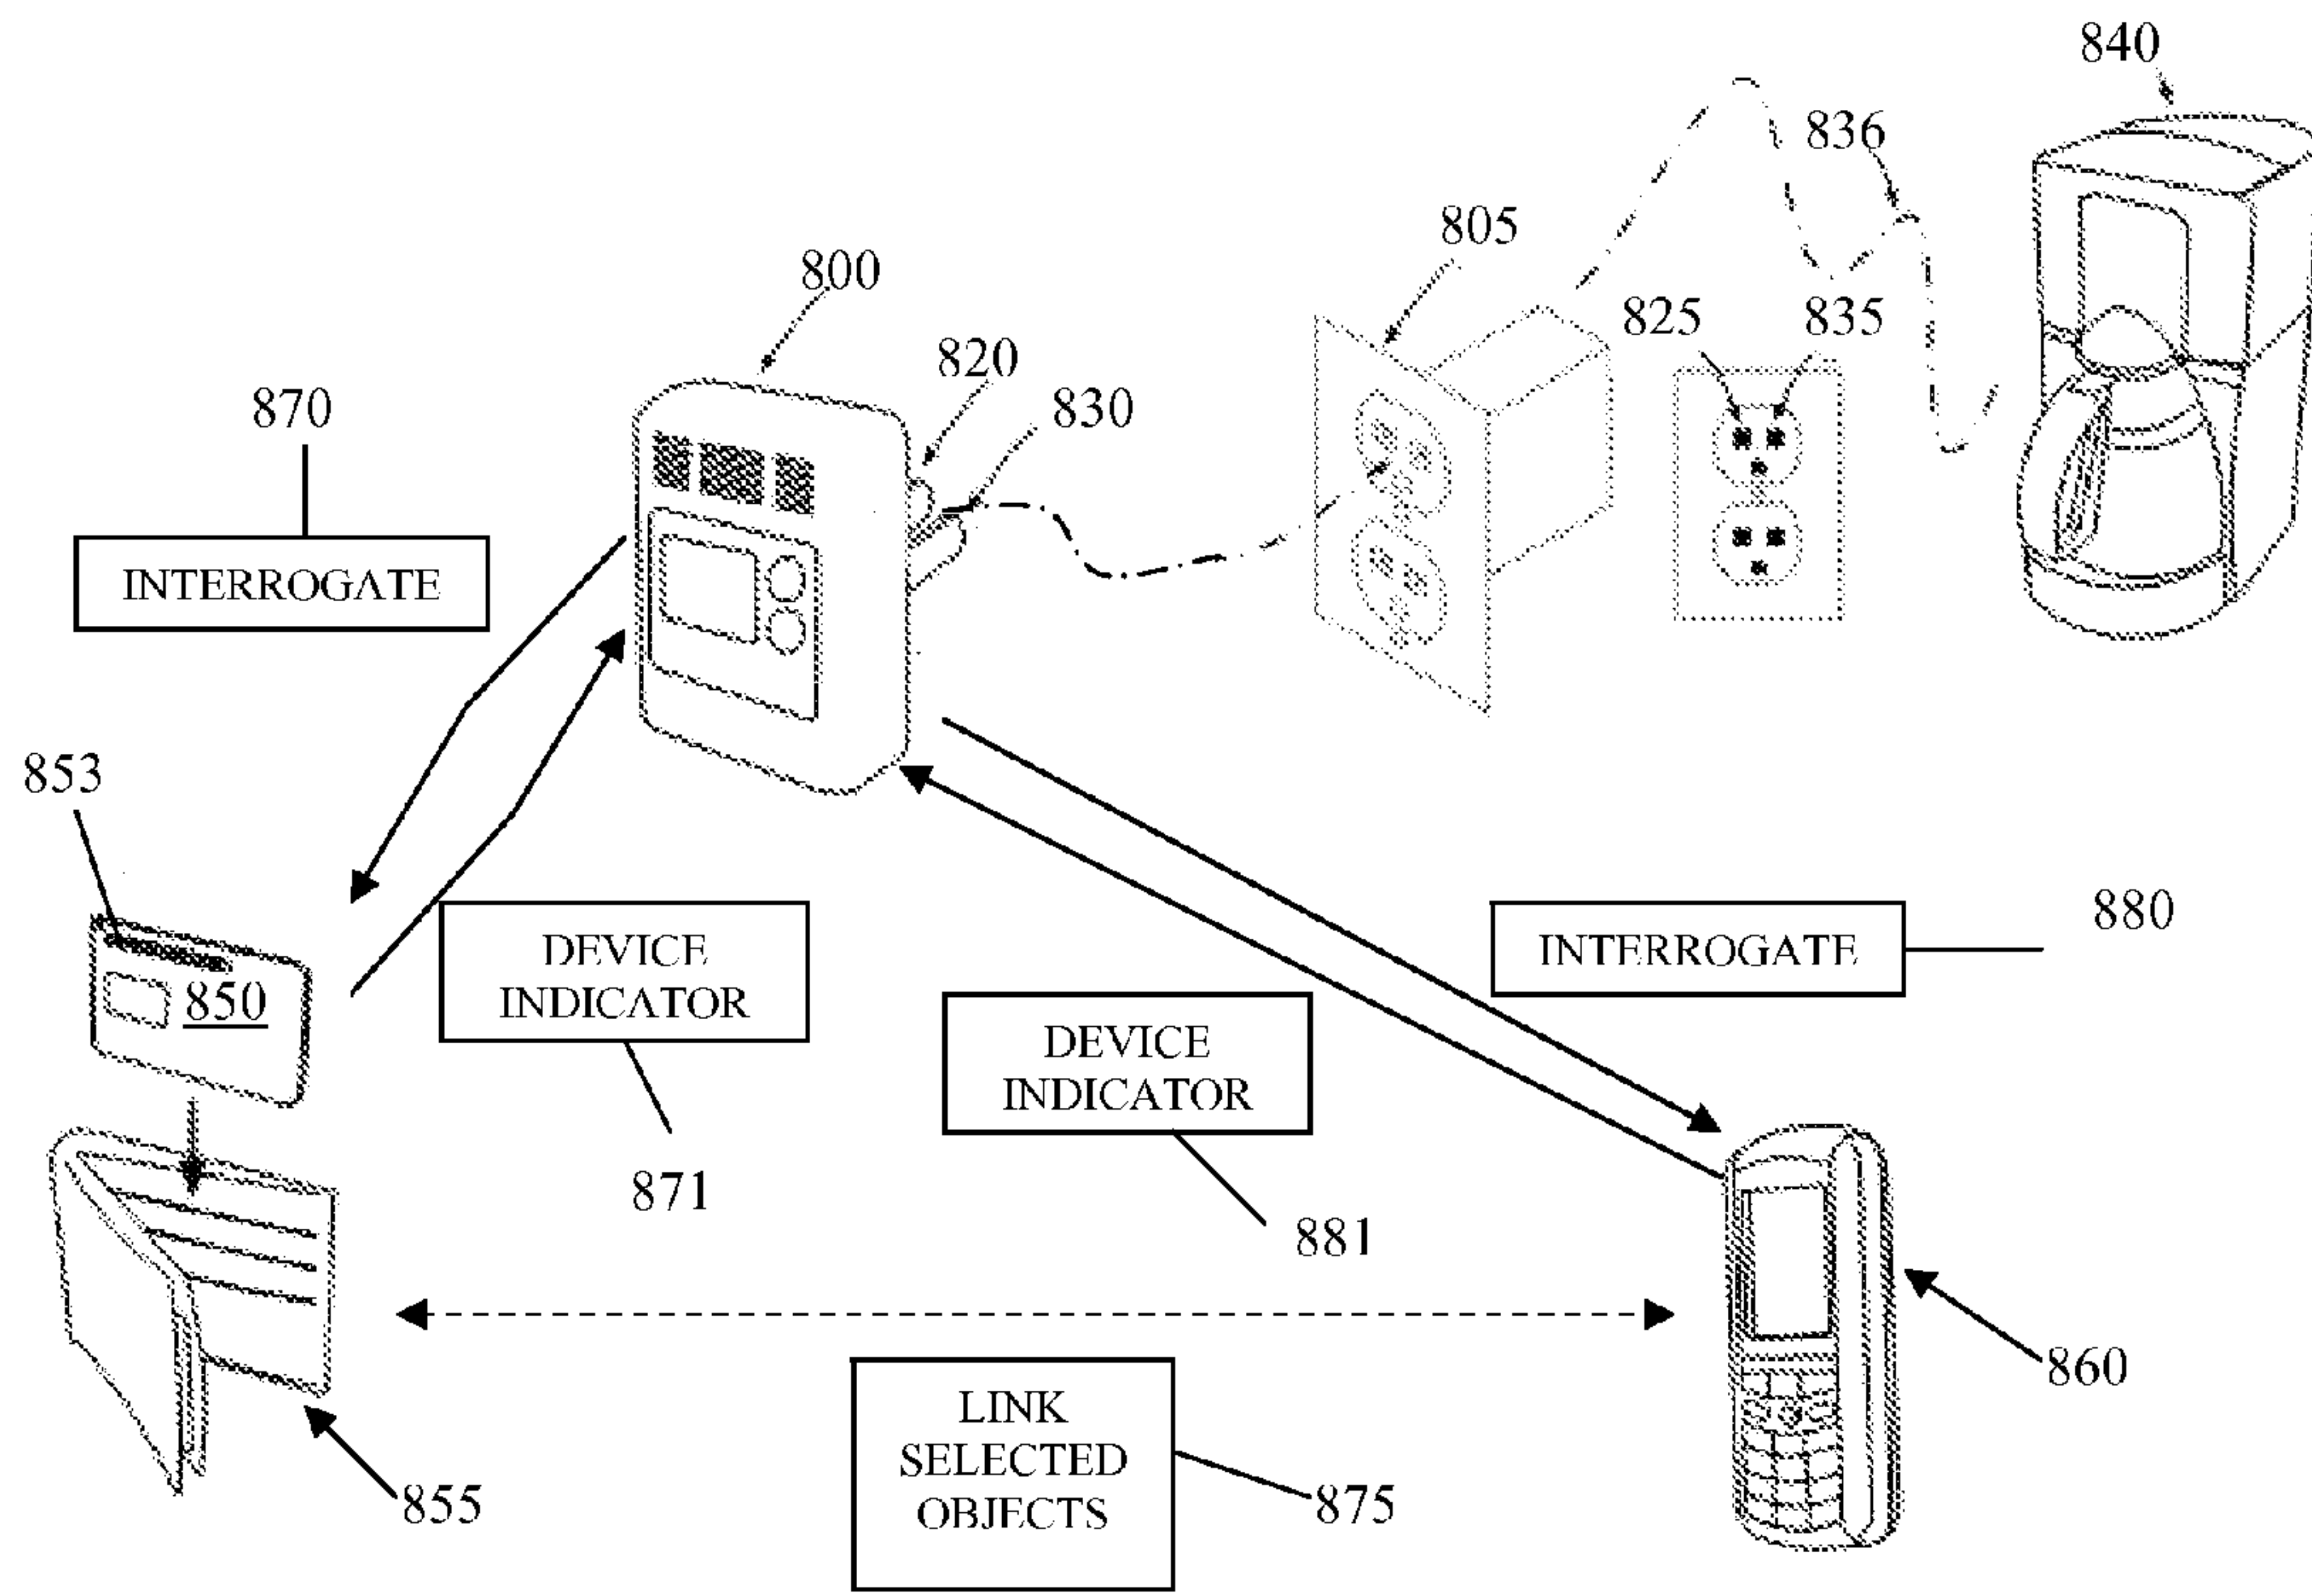 840
836
805
800
825
835
820
830
870
INTERROGATE
853
880
DEVICE
INDICATOR
INTERROGATE
850
DEVICE
INDICATOR
871
881
860
LINK
SELECTED
OBJECTS
855
875